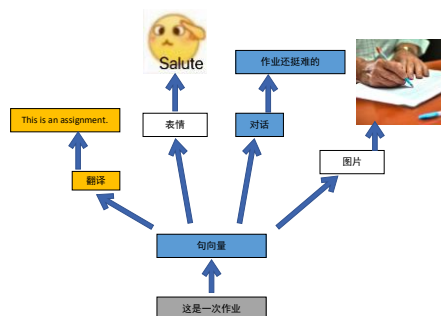 Salute
作业还挺难的
This is an assignment.
表情
对话
图片
翻译
句向量
这是一次作业